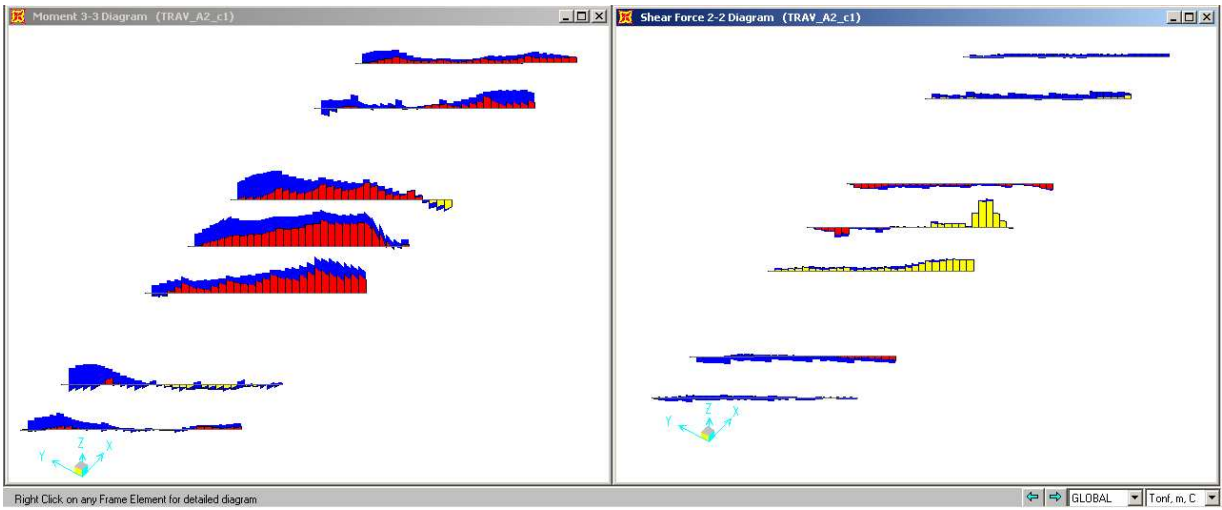 Moment 3-3 Diagram (TRAV_A2_c1)
Shear Force 2-2 Diagram (TRAV_A2_c1)
Z
X
Y
Z
X
Y
Right Click on any Frame Element for detailed diagram
GLOBAL
Tonf, m, C